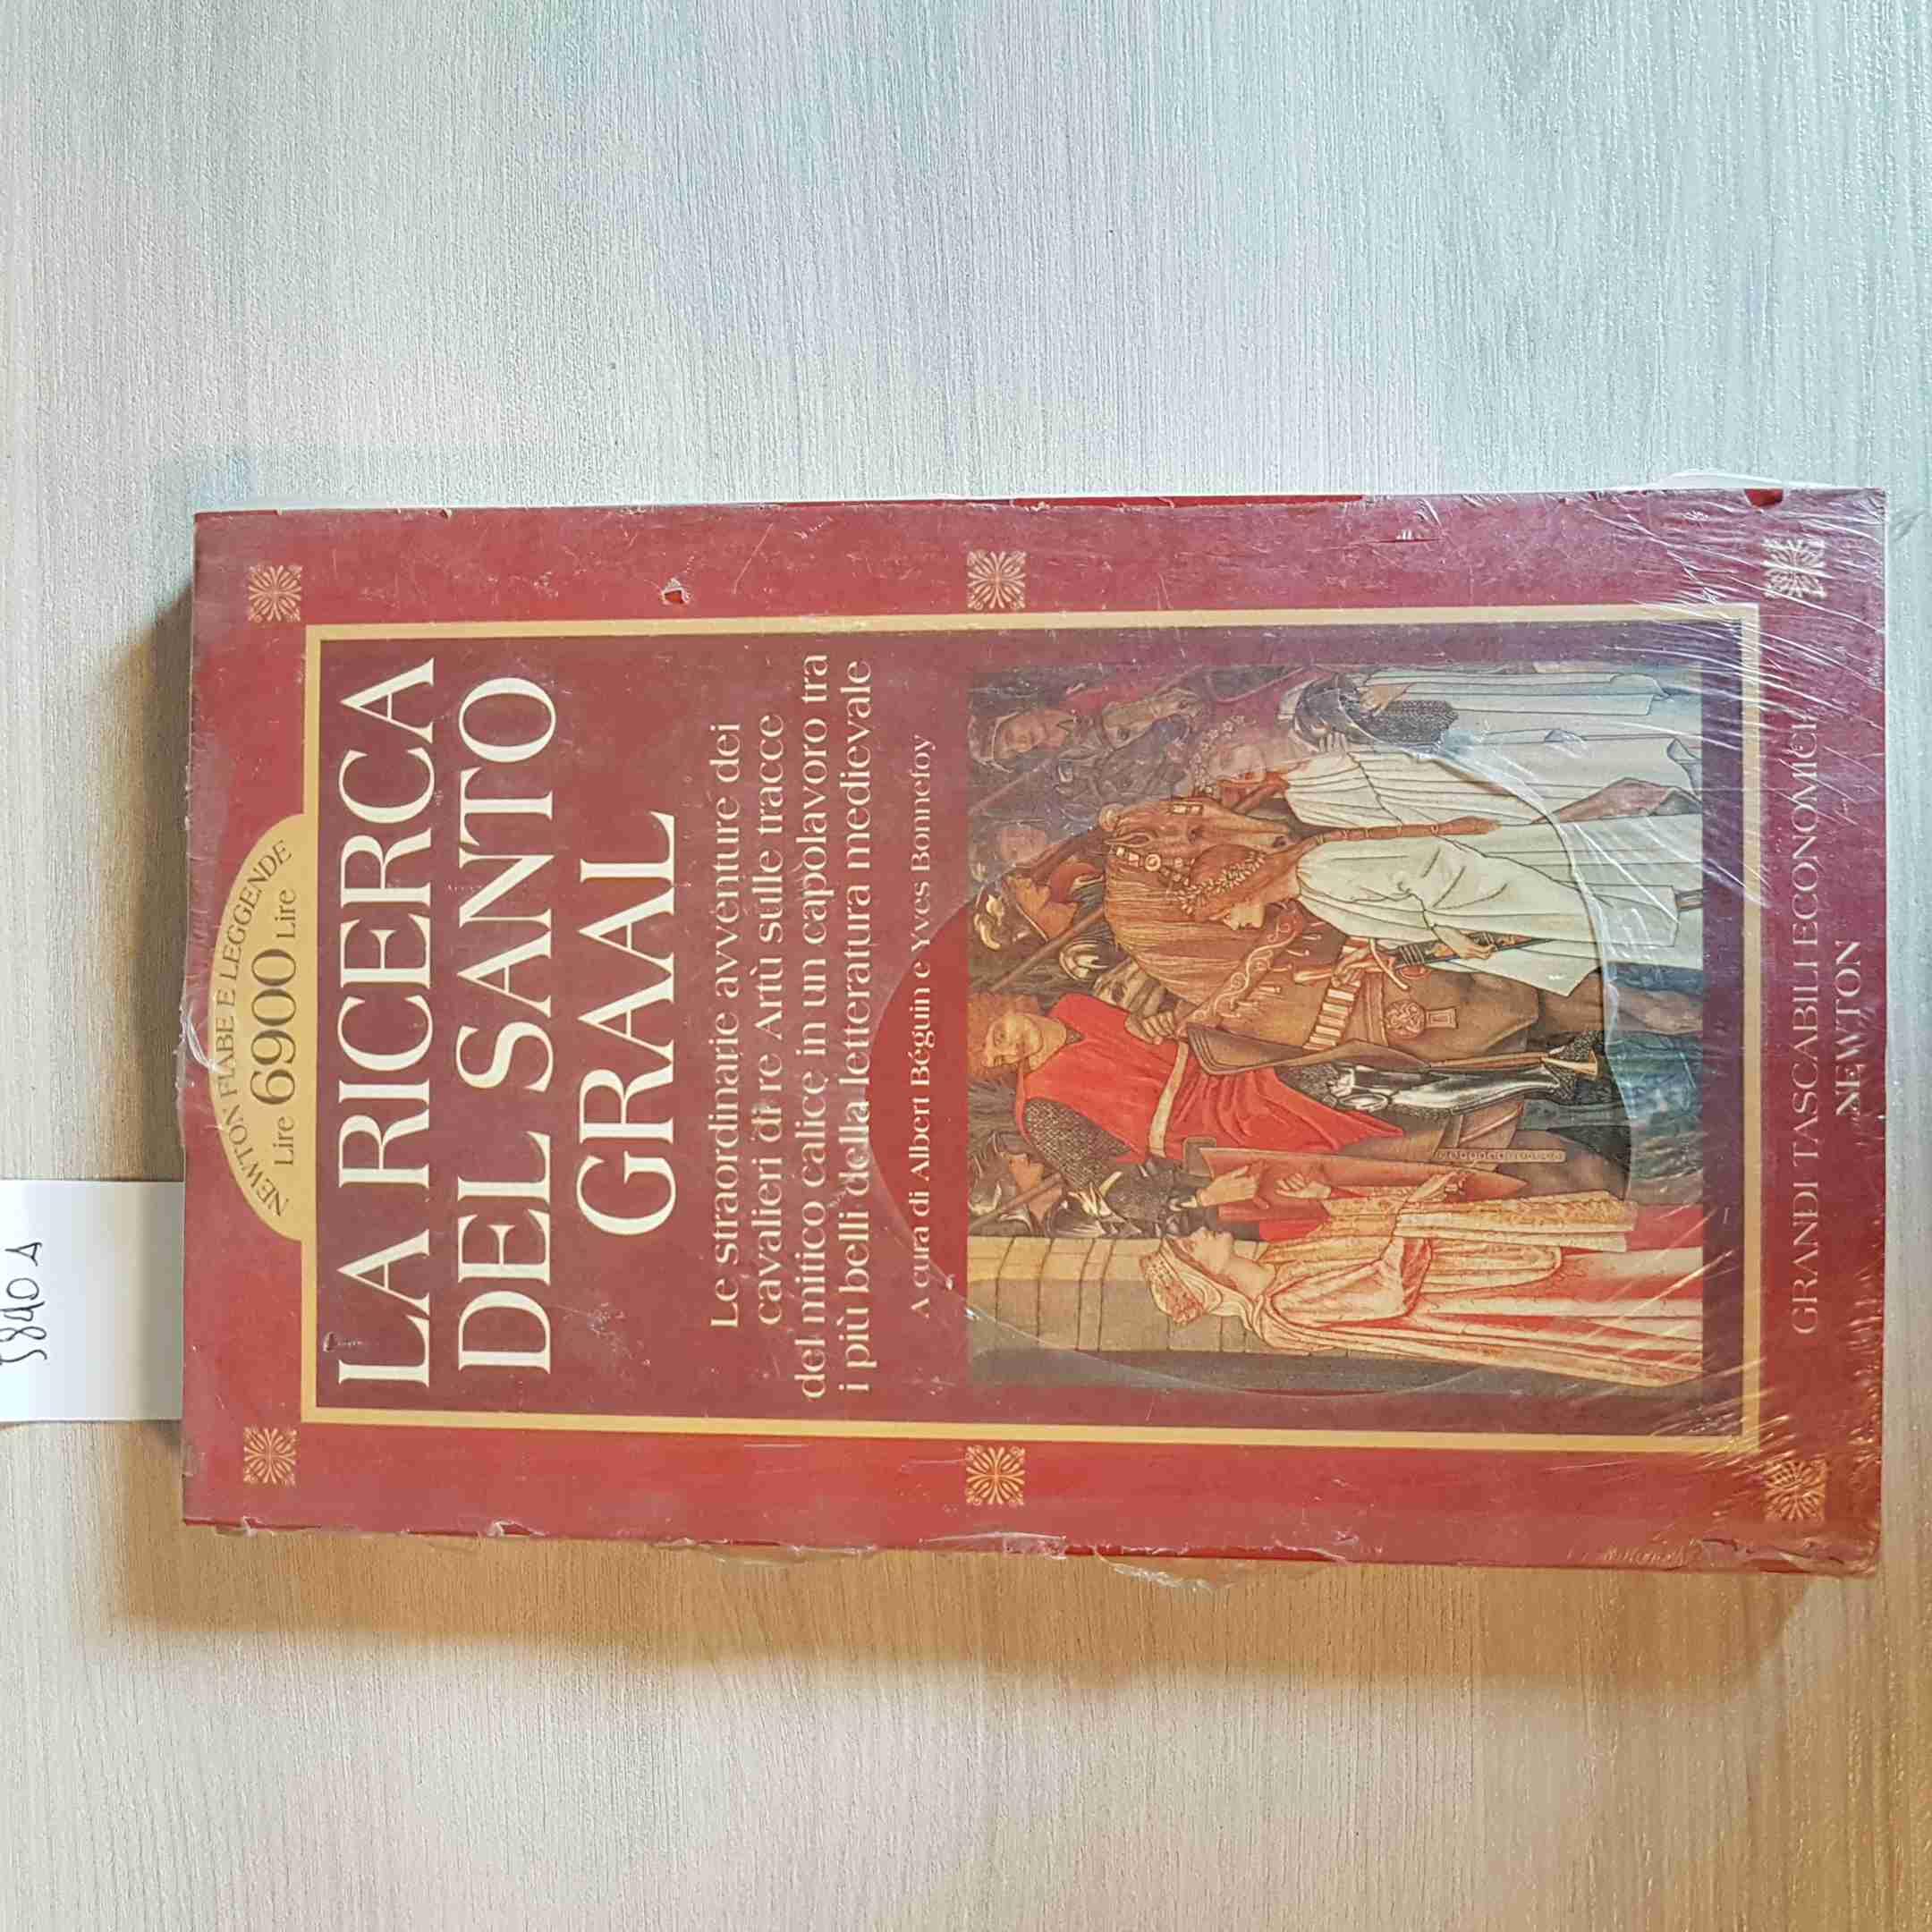 NEWTON FIABE E LEGGENDE
Lire 6900 Lire
LA RICERCA
DEL SANTO
GRAAL
Le straordinarie avventure dei
cavalieri di re Artù sulle tracce
del mitico calice in un capolavoro tra
i più belli della letteratura medievale
A cura di Albert Béguin e Yves Bonnefoy
GRANDI TASCABILI ECONOMICI
NEWTON